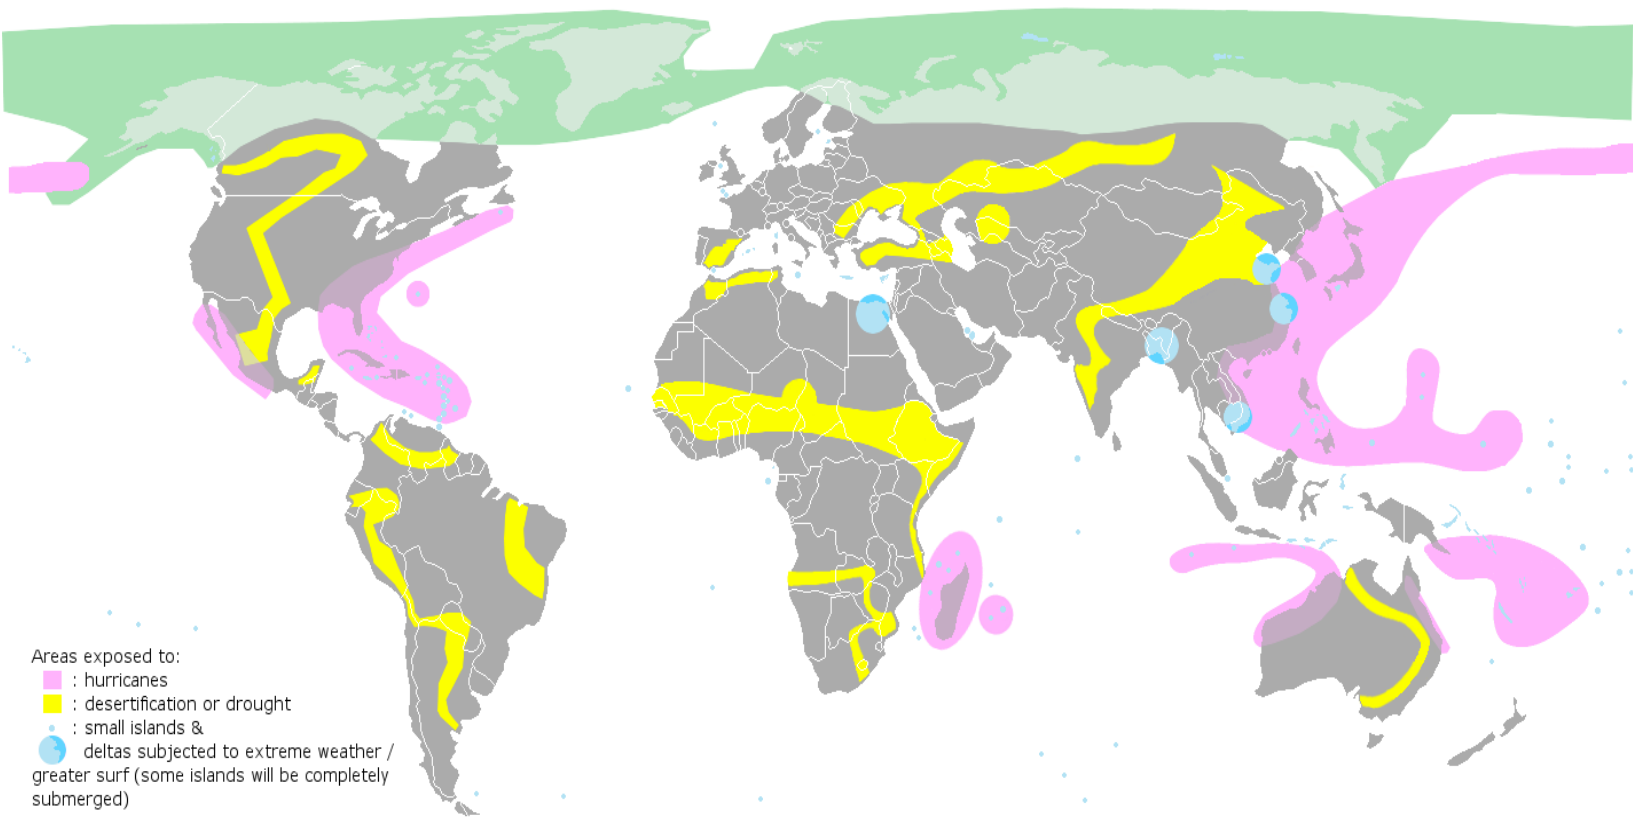 Areas exposed to:
: hurricanes
: desertification or drought
: small islands &
deltas subjected to extreme weather /
greater surf (some islands will be completely
submerged)